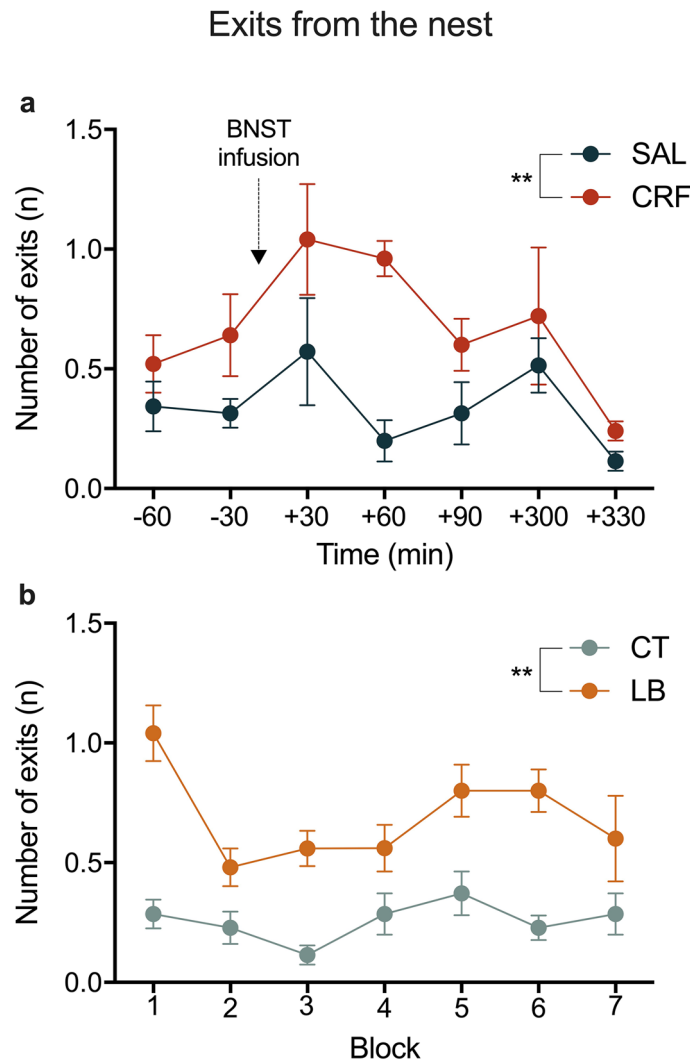 Exits from the nest
a
BNST
infusion
Number of exits (n)
1.5
1.0
0.5
0.0
-60 -30 +30 +60 +90 +300 +330
Time (min)
** SAL
CRF
b
Number of exits (n)
1.5
1.0
0.5
0.0
1 2 3 4 5 6 7
Block
** CT
LB